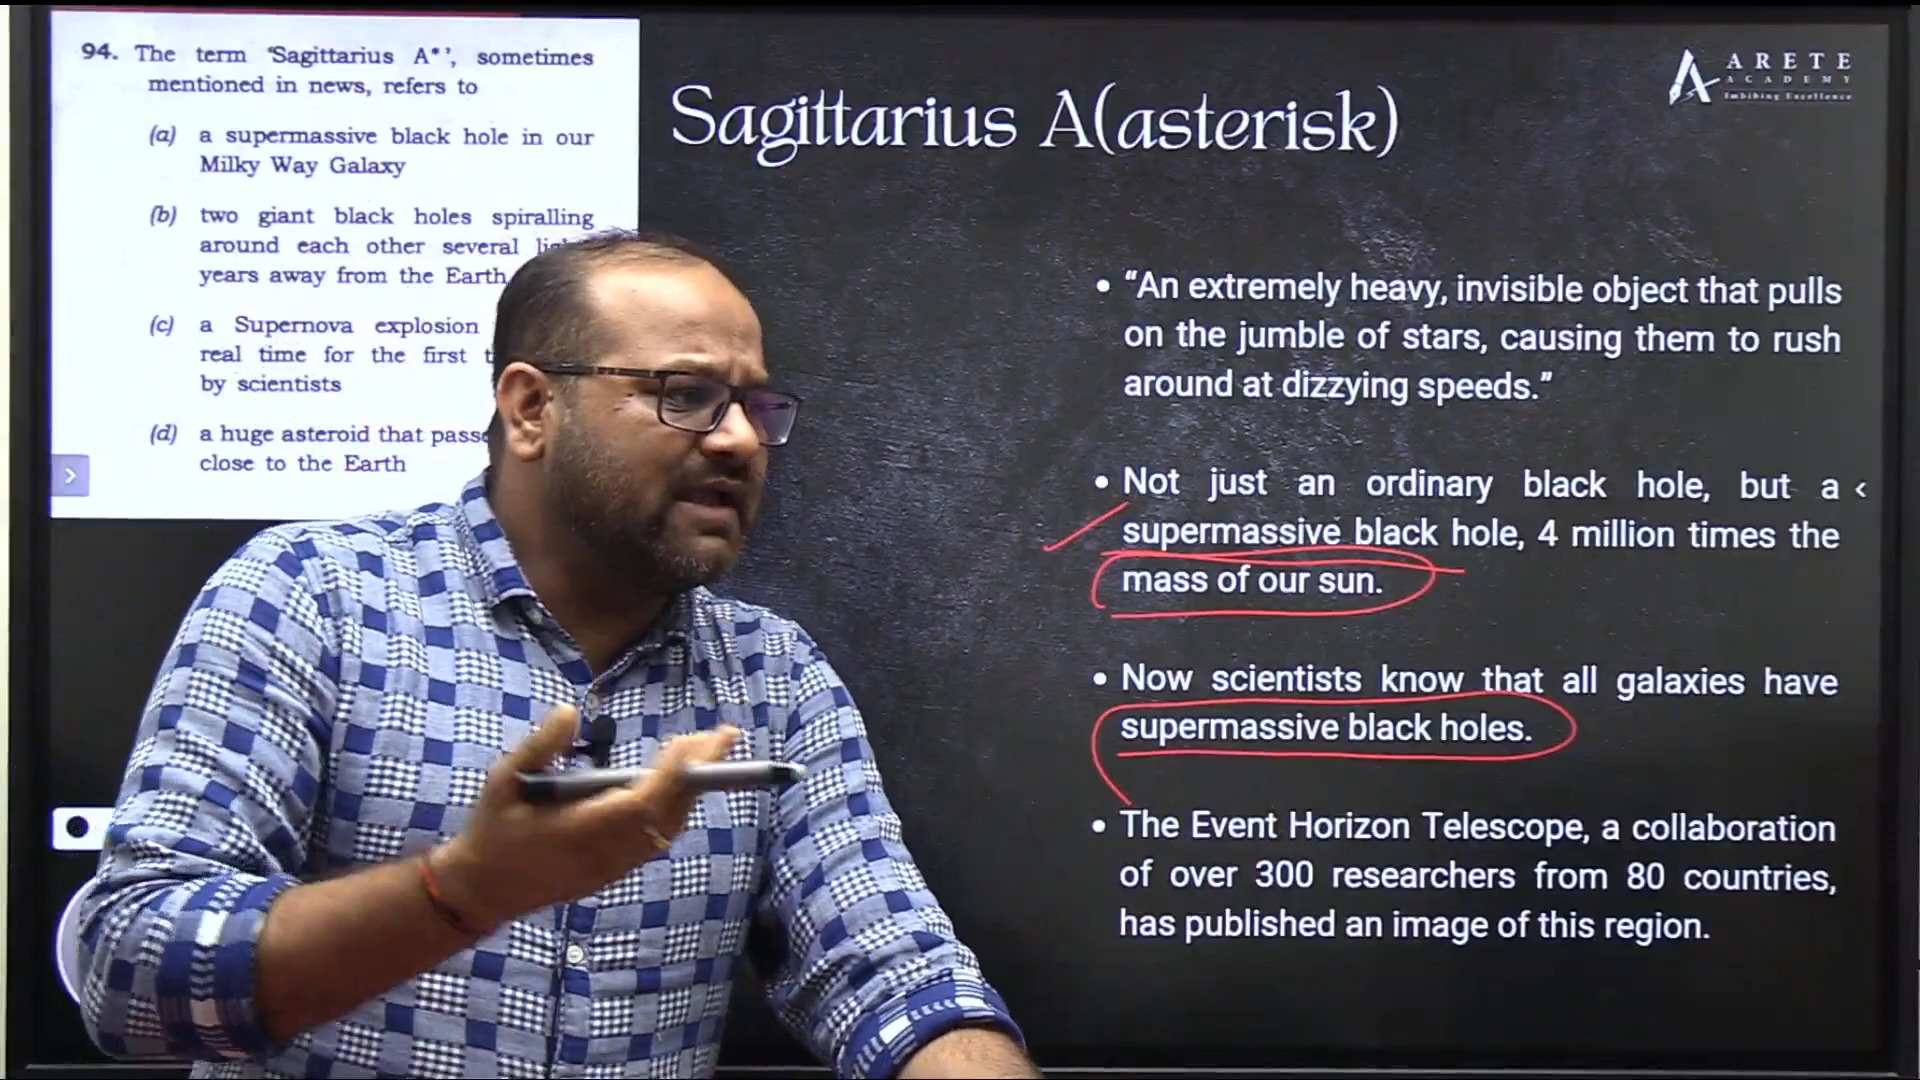 94. The term 'Sagittarius A*', sometimes
mentioned in news, refers to
(a) a supermassive black hole in our
Milky Way Galaxy
(b) two giant black holes spiralling
around each other several
years away from the Earth
(c) a Supernova explosion
real time for the first
by scientists
(d) a huge asteroid that
close to the Earth
Sagittarius A(asterisk)
ARETE
ACADEMY
Imbibing Excellence
• “An extremely heavy, invisible object that pulls
on the jumble of stars, causing them to rush
around at dizzying speeds.”
• Not just an ordinary black hole, but a
supermassive black hole, 4 million times the
mass of our sun.
• Now scientists know that all galaxies have
supermassive black holes.
• The Event Horizon Telescope, a collaboration
of over 300 researchers from 80 countries,
has published an image of this region.